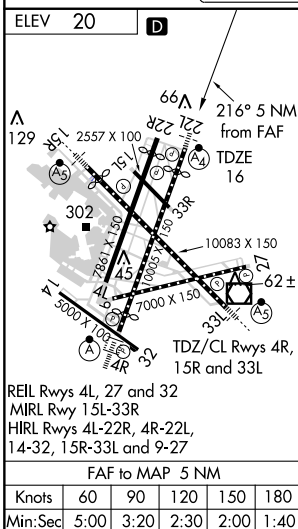 ELEV 20 D
216° 5 NM
from FAF
TDZE
16
129
15R
2557 X 100
15L
22R
22L
99
A5
P
P
A4
P
302
33R
10083 X 150
7861 X 150
45
10005 X 150
27
62 ±
4L
9
7000 X 150
P
P
33L
A5
14
5000 X 100
A
P
4R
32
TDZ/CL Rwys 4R,
15R and 33L
REIL Rwys 4L, 27 and 32
MIRL Rwy 15L-33R
HIRL Rwys 4L-22R, 4R-22L,
14-32, 15R-33L and 9-27
FAF to MAP 5 NM
Knots 60 90 120 150 180
Min:Sec 5:00 3:20 2:30 2:00 1:40